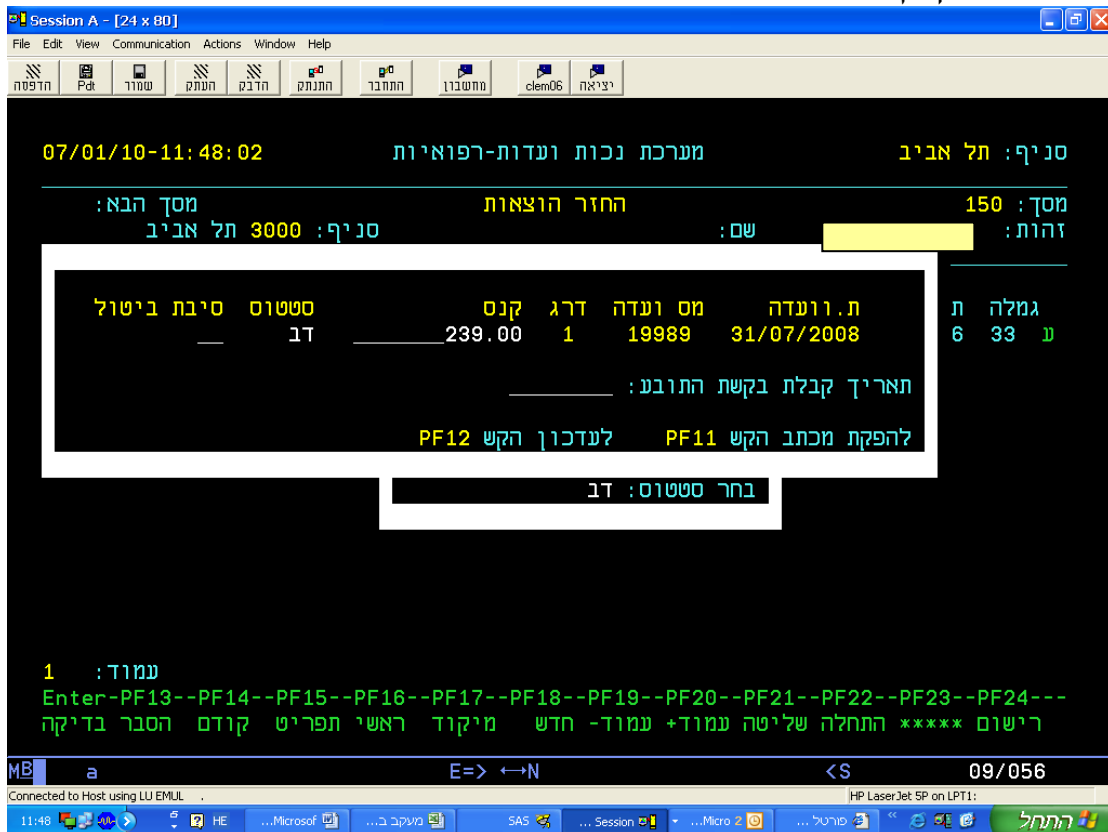 Session A - [24 x 80]
File Edit View Communication Actions Window Help
הדפסה Pdt שמור העתק הדבק התנתק התחבר מחשבון clem06 יציאה
סניף: תל אביב מערכת נכות ועדות-רפואיות 07/01/10-11:48:02
מסך: 150 החזר הוצאות מסך הבא:
זהות: שם: סניף: 3000 תל אביב
גמלה ת ת.וועדה מס ועדה דרג קנס סטטוס סיבת ביטול
ע 33 6 31/07/2008 19989 1 239.00 דב __
תאריך קבלת בקשת התובע: ________
להפקת מכתב הקש PF11 לעדכון הקש PF12
בחר סטטוס: דב
עמוד: 1
Enter-PF13--PF14--PF15--PF16--PF17--PF18--PF19--PF20--PF21--PF22--PF23--PF24---
רישום ***** התחלה שליטה עמוד+ עמוד- חדש מיקוד ראשי תפריט קודם הסבר בדיקה
MB a E=> ↔N <S 09/056
Connected to Host using LU EMUL . HP LaserJet 5P on LPT1:
התחל פורטל ... 2 Micro... Session ... SAS מעקב ב... Microsof... HE 11:48